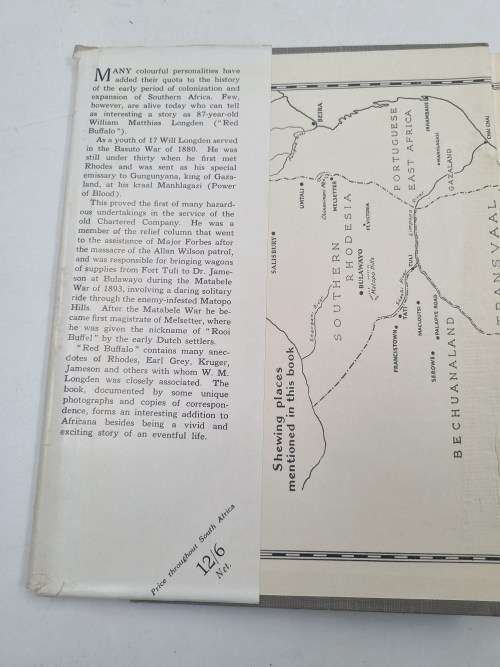 MANY colourful personalities have
added their quota to the history
of the early period of colonization and
expansion of Southern Africa. Few,
however, are alive today who can tell
as interesting a story as 87-year-old
William Matthias Longden ("Red
Buffalo").
As a youth of 17 Will Longden served
in the Basuto War of 1880. He was
still under thirty when he first met
Rhodes and was sent as his special
emissary to Gungunyana, king of Gaza-
land, at his kraal Manhlagazi (Power
of Blood).
This proved the first of many hazard-
ous undertakings in the service of the
old Chartered Company. He was a
member of the relief column that went
to the assistance of Major Forbes after
the massacre of the Allan Wilson patrol,
and was responsible for bringing wagons
of supplies from Fort Tuli to Dr. Jame-
son at Bulawayo during the Matabele
War of 1893, involving a daring solitary
ride through the enemy-infested Matopo
Hills. After the Matabele War he be-
came first magistrate of Melsetter, where
he was given the nickname of "Rooi
Buffel" by the early Dutch settlers.
"Red Buffalo" contains many anec-
dotes of Rhodes, Earl Grey, Kruger,
Jameson and others with whom W. M.
Longden was closely associated. The
book, documented by some unique
photographs and copies of correspon-
dence, forms an interesting addition to
Africana besides being a vivid and
exciting story of an eventful life.
Price throughout South Africa
12/6
Net.
Shewing places
mentioned in this book
SALISBURY
UMTALI
MELSETTER
BEIRA
SOUTHERN
RHODESIA
BULAWAYO
Matopo Hills
FILABUSI
PORTUGUESE
EAST AFRICA
INHAMBANE
MANHLAGAZI
GAZALAND
CHAI CHAI
Limpopo River
TULI
TATI
FRANCISTOWN
MACLOUTSI
PALAPYE ROAD
SEROWE
BECHUANALAND
TRANSVAAL